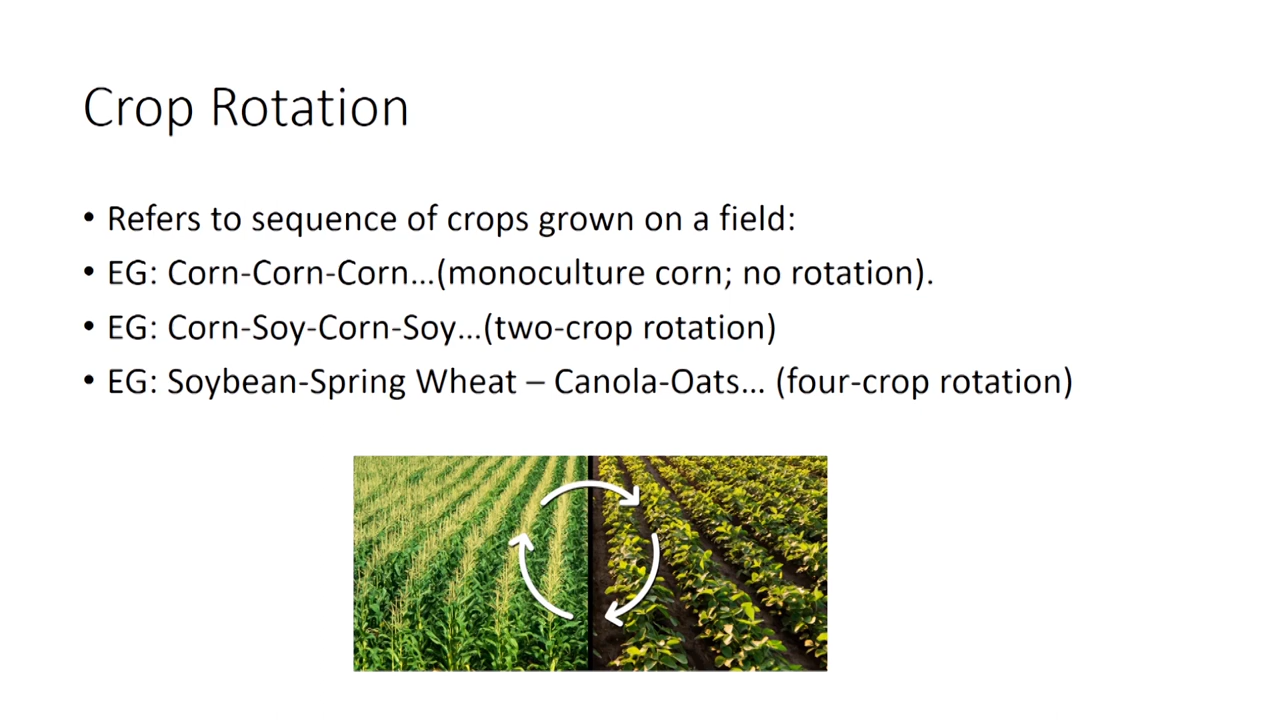 Crop Rotation
• Refers to sequence of crops grown on a field:
• EG: Corn-Corn-Corn…(monoculture corn; no rotation).
• EG: Corn-Soy-Corn-Soy…(two-crop rotation)
• EG: Soybean-Spring Wheat – Canola-Oats… (four-crop rotation)